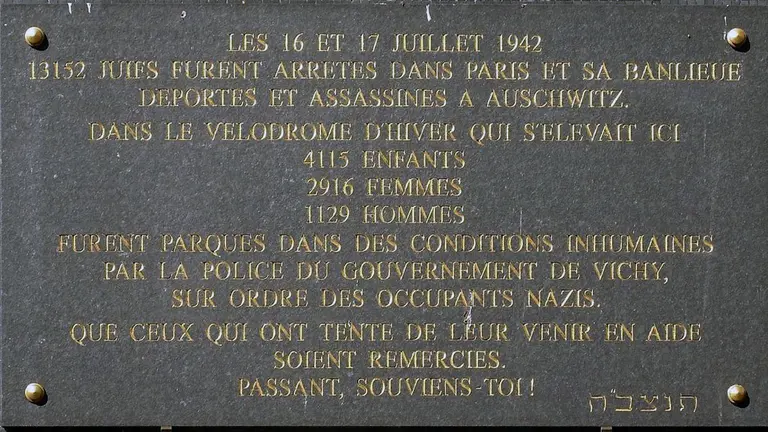 LES 16 ET 17 JUILLET 1942
13152 JUIFS FURENT ARRETES DANS PARIS ET SA BANLIEUE
DEPORTES ET ASSASSINES A AUSCHWITZ.
DANS LE VELODROME D'HIVER QUI S'ELEVAIT ICI
4115 ENFANTS
2916 FEMMES
1129 HOMMES
FURENT PARQUES DANS DES CONDITIONS INHUMAINES
PAR LA POLICE DU GOUVERNEMENT DE VICHY,
SUR ORDRE DES OCCUPANTS NAZIS.
QUE CEUX QUI ONT TENTE DE LEUR VENIR EN AIDE
SOIENT REMERCIES.
PASSANT, SOUVIENS-TOI!
תנצב״ה